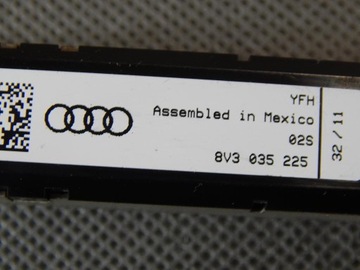 YFH
Assembled in Mexico
02S
8V3 035 225
32/11